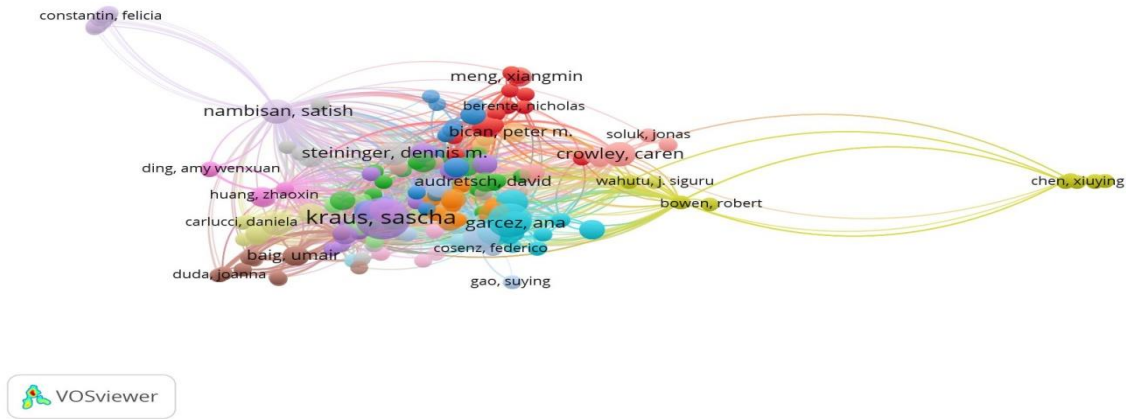 constantin, felicia
meng, xiangmin
nambisan, satish
berente, nicholas
bican, peter m.
soluk, jonas
steininger, dennis m.
crowley, caren
ding, amy wenxuan
audretsch, david
wahutu, j. siguru
chen, xiuying
huang, zhaoxin
bowen, robert
kraus, sascha
carlucci, daniela
garcez, ana
cosenz, federico
baig, umair
duda, joanna
gao, suying
VOSviewer